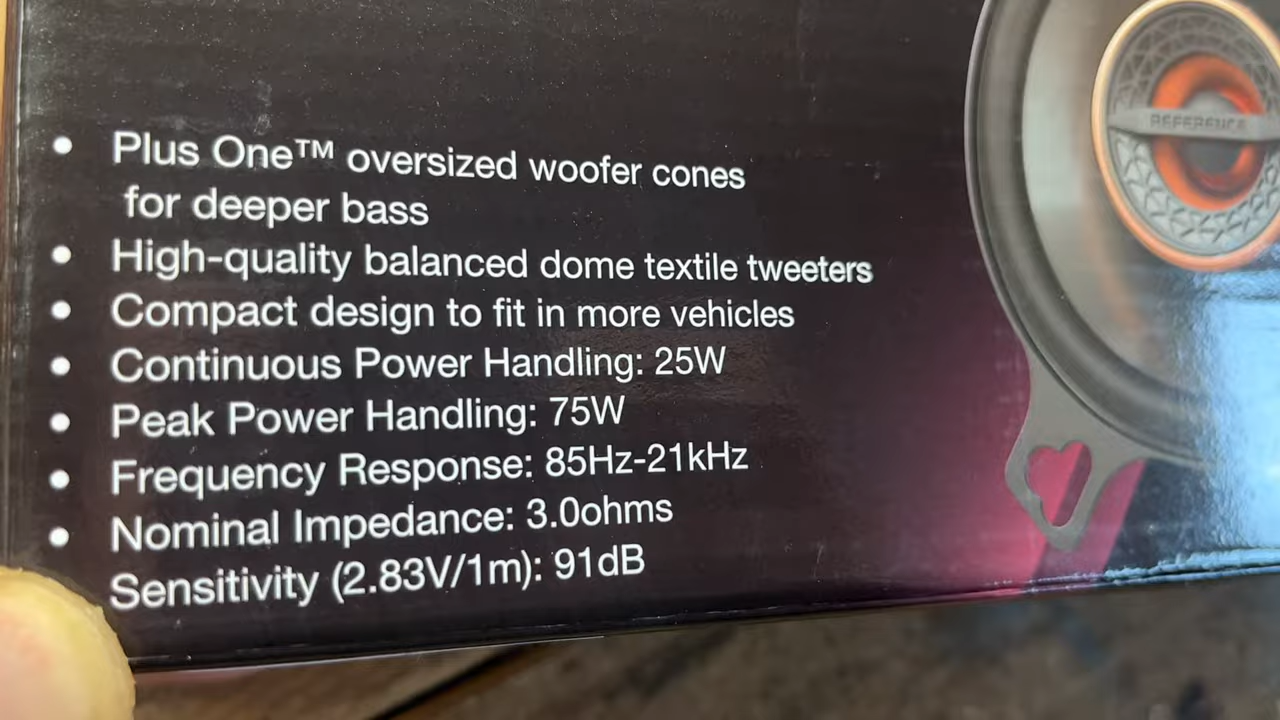 • Plus One™ oversized woofer cones
for deeper bass
• High-quality balanced dome textile tweeters
• Compact design to fit in more vehicles
• Continuous Power Handling: 25W
• Peak Power Handling: 75W
• Frequency Response: 85Hz-21kHz
• Nominal Impedance: 3.0ohms
Sensitivity (2.83V/1m): 91dB
REFERENCE